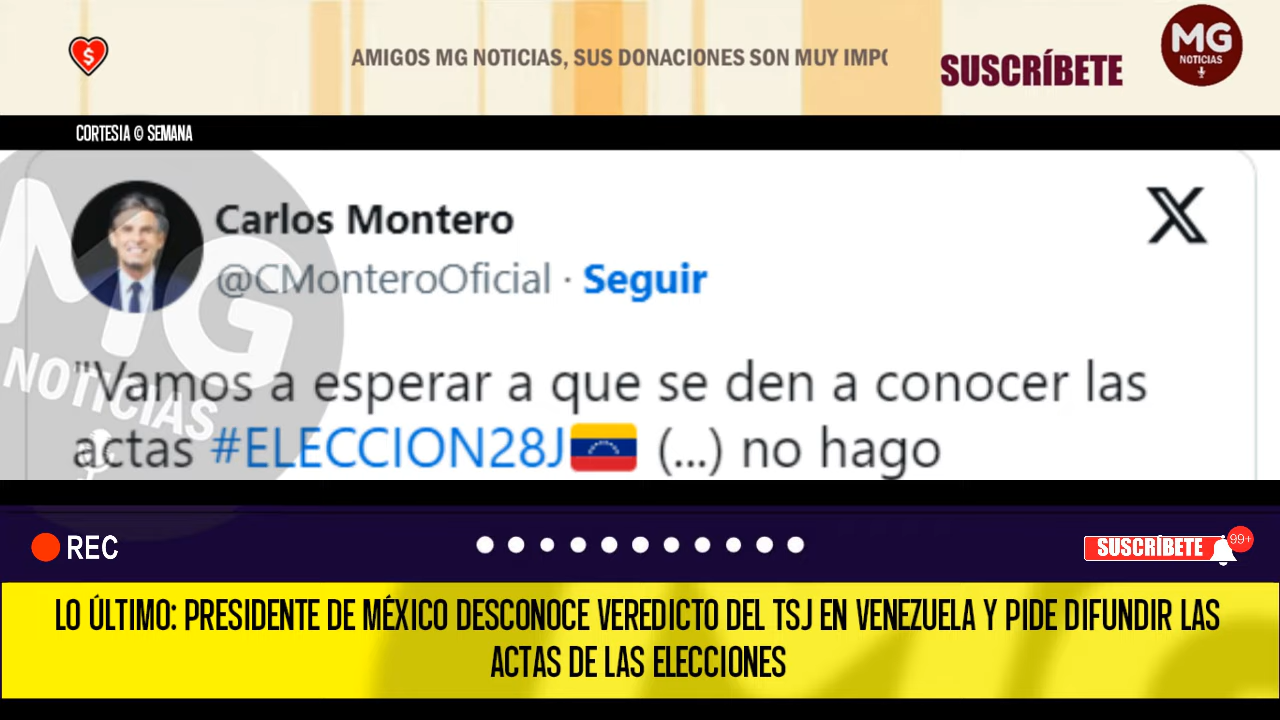 AMIGOS MG NOTICIAS, SUS DONACIONES SON MUY
SUSCRÍBETE
MG
NOTICIAS
CORTESIA © SEMANA
Carlos Montero
@CMonteroOficial · Seguir
"Vamos a esperar a que se den a conocer las
actas #ELECCION28J (...) no hago
MG
NOTICIAS
REC
SUSCRÍBETE
99+
LO ÚLTIMO: PRESIDENTE DE MÉXICO DESCONOCE VEREDICTO DEL TSJ EN VENEZUELA Y PIDE DIFUNDIR LAS
ACTAS DE LAS ELECCIONES